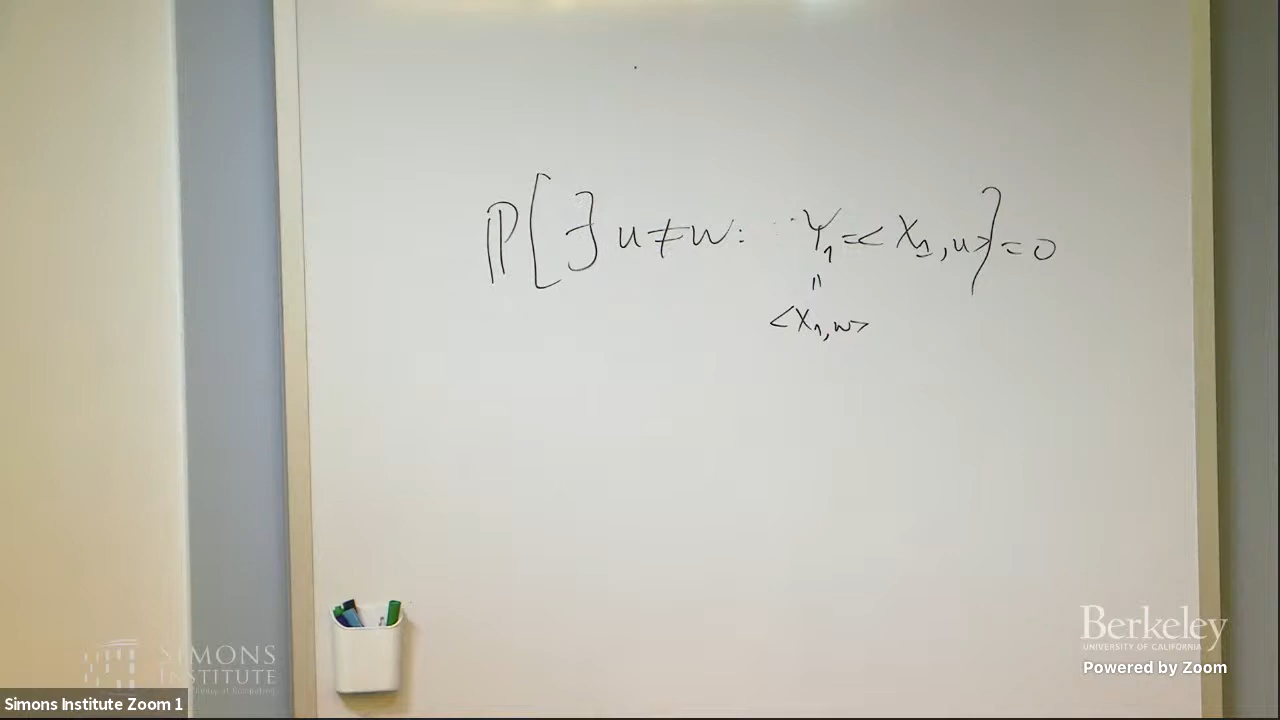 ℙ[∃ u≠w: Y₁=<X₁,u>]=0
"
<X₁,w>
SIMONS
INSTITUTE
Berkeley
UNIVERSITY OF CALIFORNIA
Powered by Zoom
Simons Institute Zoom 1